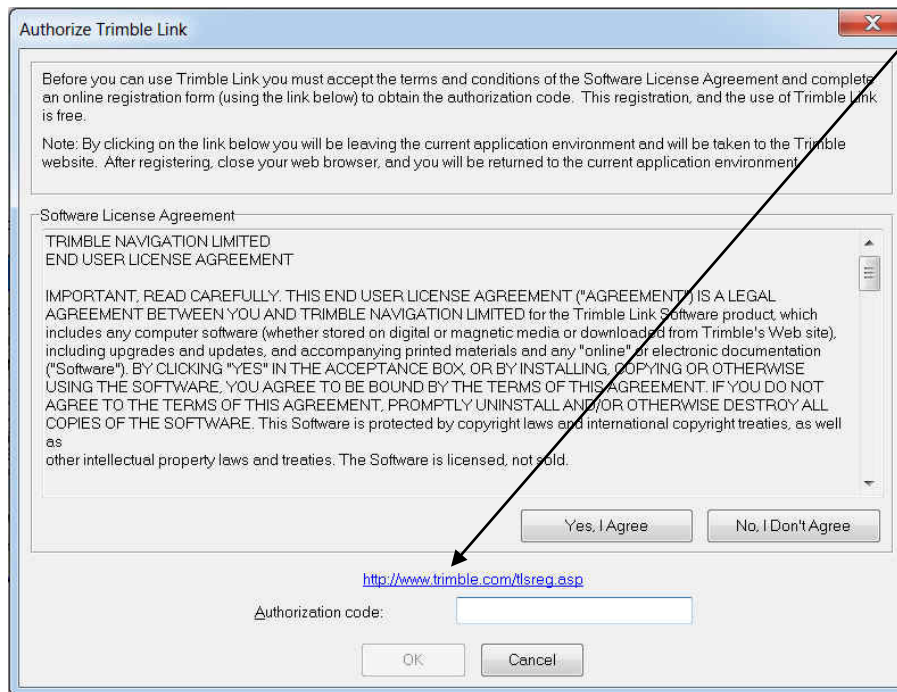 Authorize Trimble Link
Before you can use Trimble Link you must accept the terms and conditions of the Software License Agreement and complete
an online registration form (using the link below) to obtain the authorization code. This registration, and the use of Trimble Link
is free.
Note: By clicking on the link below you will be leaving the current application environment and will be taken to the Trimble
website. After registering, close your web browser, and you will be returned to the current application environment.
Software License Agreement
TRIMBLE NAVIGATION LIMITED
END USER LICENSE AGREEMENT
IMPORTANT, READ CAREFULLY. THIS END USER LICENSE AGREEMENT ("AGREEMENT") IS A LEGAL
AGREEMENT BETWEEN YOU AND TRIMBLE NAVIGATION LIMITED for the Trimble Link Software product, which
includes any computer software (whether stored on digital or magnetic media or downloaded from Trimble's Web site),
including upgrades and updates, and accompanying printed materials and any "online" or electronic documentation
("Software"). BY CLICKING "YES" IN THE ACCEPTANCE BOX, OR BY INSTALLING, COPYING OR OTHERWISE
USING THE SOFTWARE, YOU AGREE TO BE BOUND BY THE TERMS OF THIS AGREEMENT. IF YOU DO NOT
AGREE TO THE TERMS OF THIS AGREEMENT, PROMPTLY UNINSTALL AND/OR OTHERWISE DESTROY ALL
COPIES OF THE SOFTWARE. This Software is protected by copyright laws and international copyright treaties, as well
as
other intellectual property laws and treaties. The Software is licensed, not sold.
Yes, I Agree
No, I Don't Agree
http://www.trimble.com/tlsreg.asp
Authorization code:
OK
Cancel